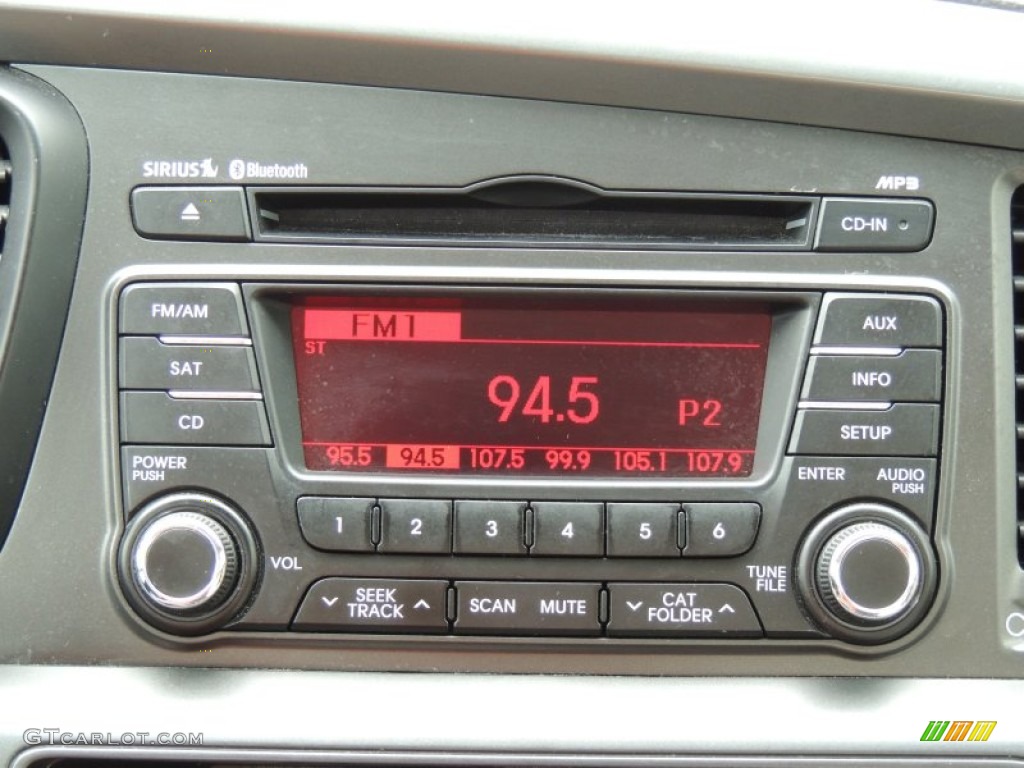 SIRIUS Bluetooth
MP3
CD-IN
FM/AM
FM1
AUX
ST
SAT
INFO
94.5 P2
CD
SETUP
95.5 94.5 107.5 99.9 105.1 107.9
POWER
PUSH
ENTER
AUDIO
PUSH
1 2 3 4 5 6
VOL
SEEK
TRACK
SCAN MUTE
CAT
FOLDER
TUNE
FILE
GTCARLOT.COM